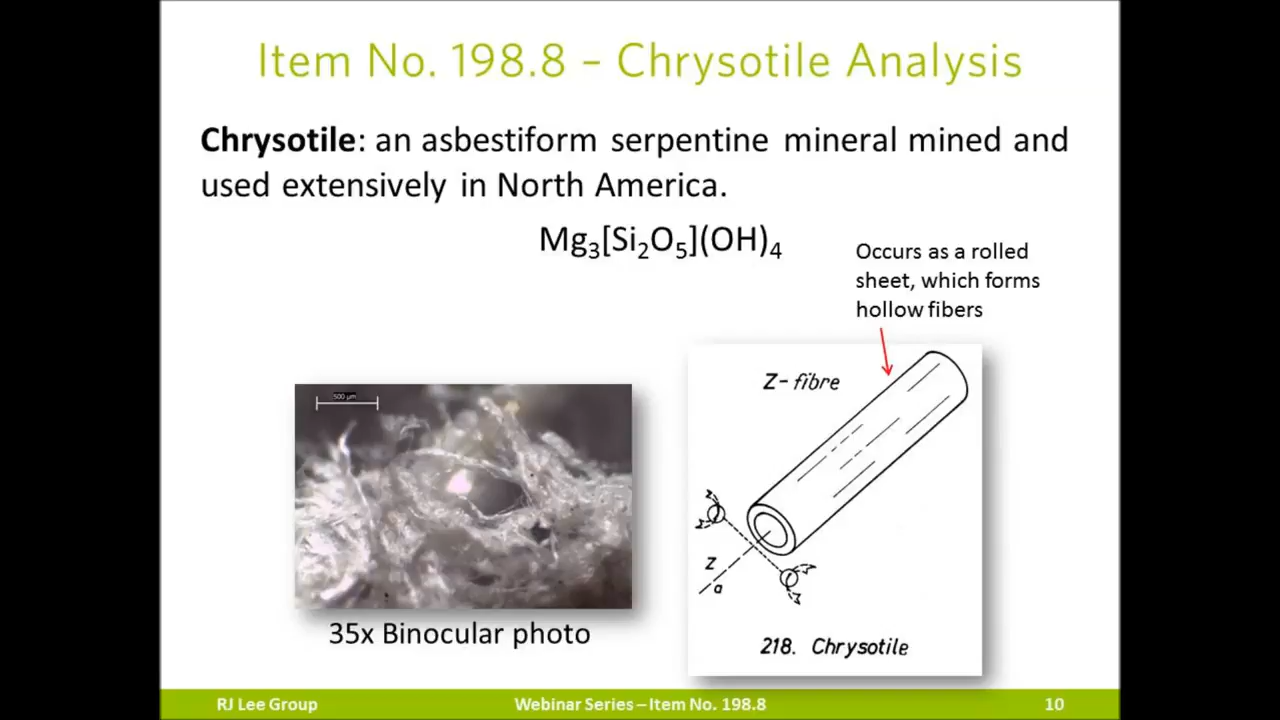 Item No. 198.8 – Chrysotile Analysis
Chrysotile: an asbestiform serpentine mineral mined and
used extensively in North America.
Mg₃[Si₂O₅](OH)₄
Occurs as a rolled
sheet, which forms
hollow fibers
500 µm
Z-fibre
Z
a
218. Chrysotile
35x Binocular photo
RJ Lee Group
Webinar Series – Item No. 198.8
10